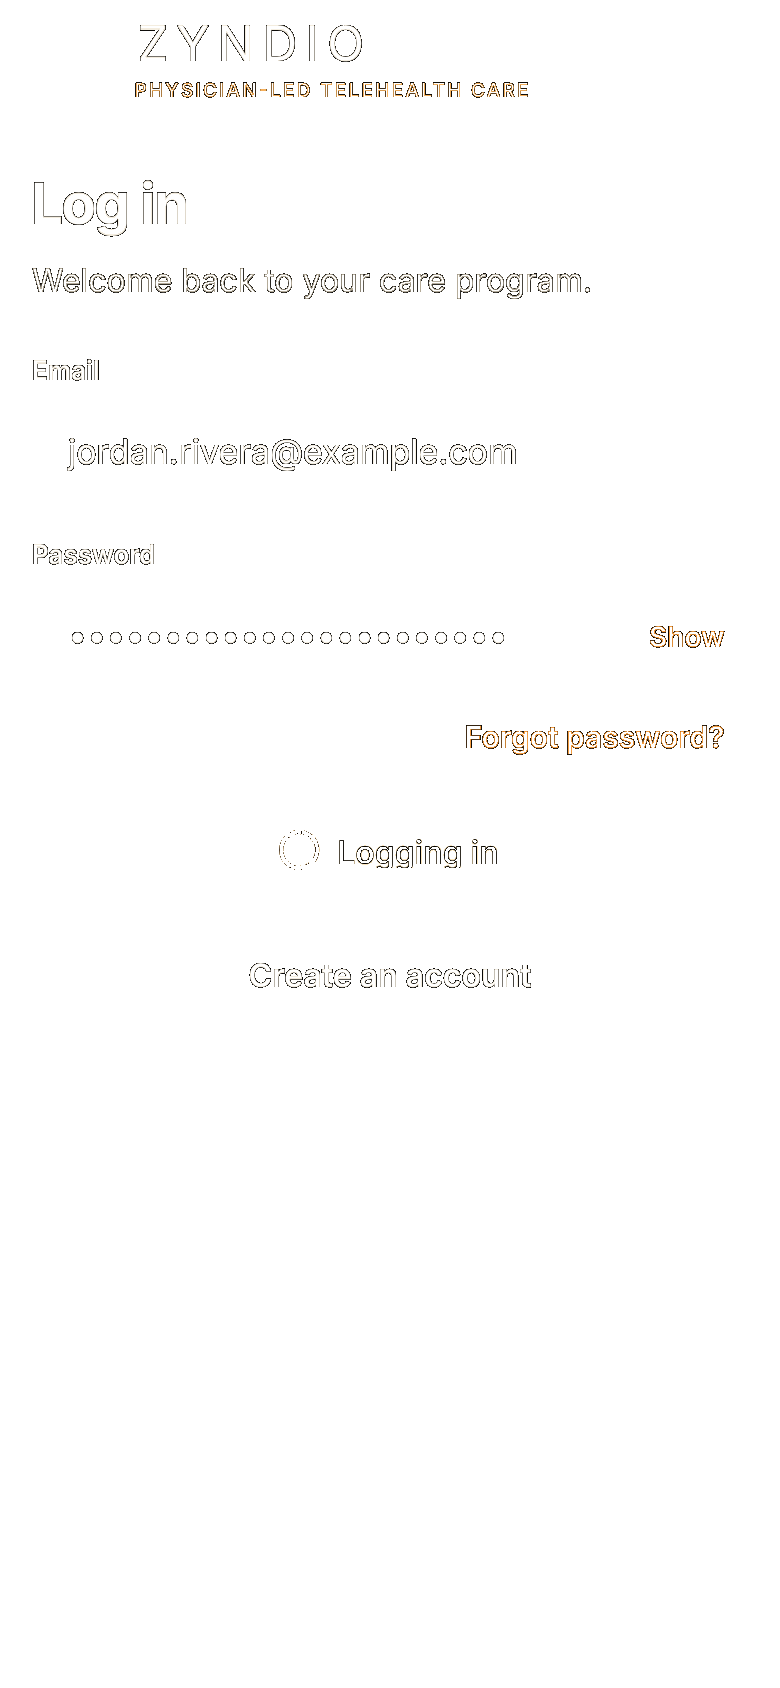 ZYNDIO
PHYSICIAN-LED TELEHEALTH CARE
Log in
Welcome back to your care program.
Email
jordan.rivera@example.com
Password
Show
Forgot password?
Logging in
Create an account